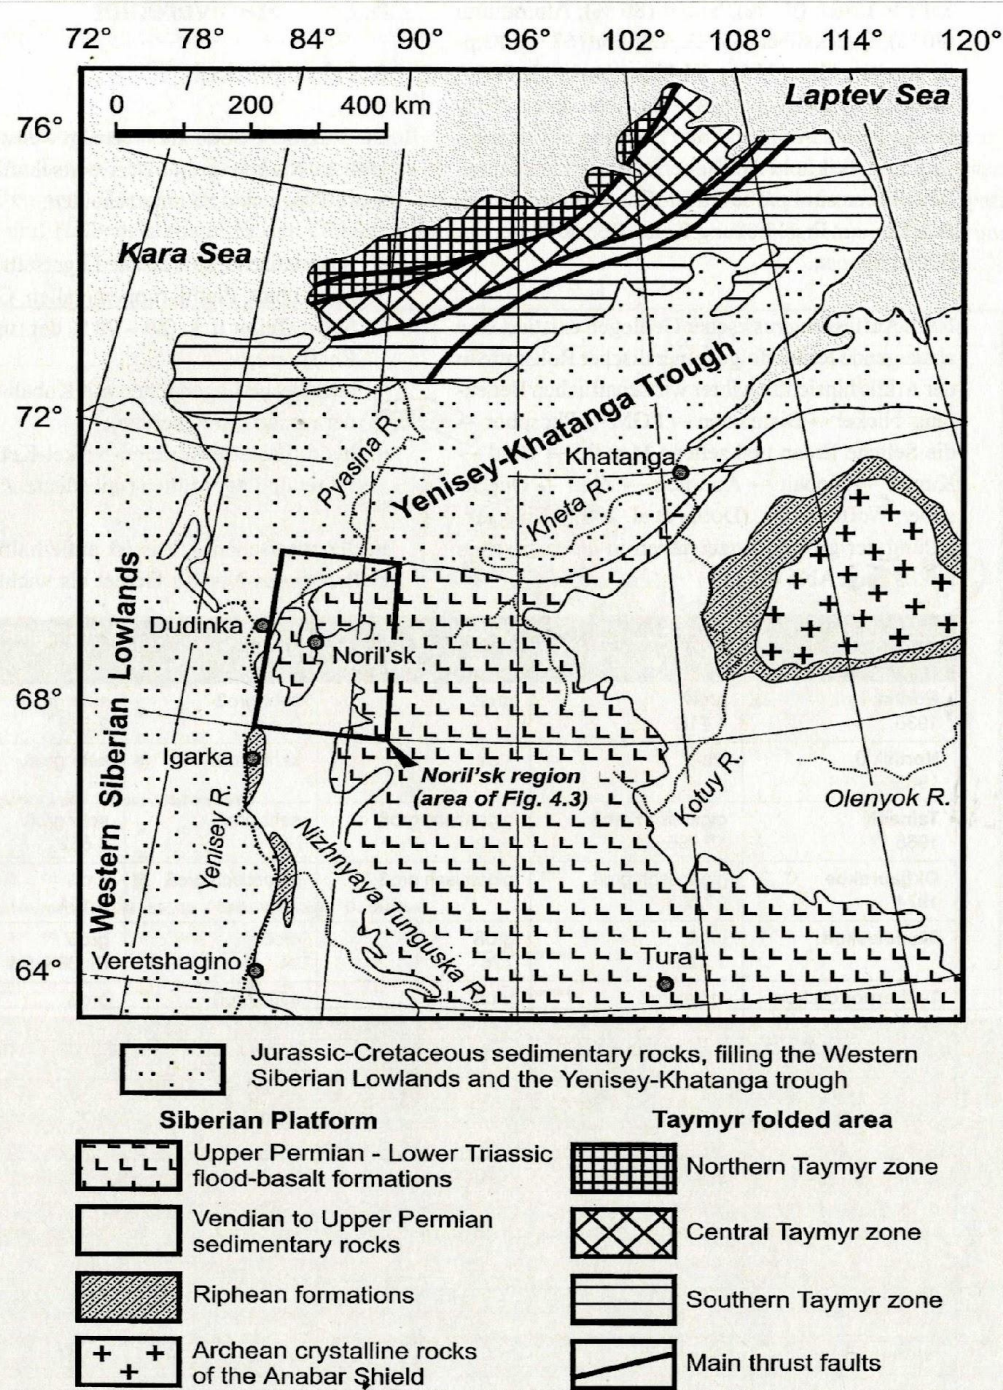 72° 78° 84° 90° 96° 102° 108° 114° 120°
0 200 400 km
Laptev Sea
76°
Kara Sea
72°
Pyasina R.
Yenisey-Khatanga Trough
Khatanga
Kheta R.
Dudinka
Noril'sk
68°
Igarka
Noril'sk region
(area of Fig. 4.3)
Kotuy R.
Olenyok R.
Western Siberian Lowlands
Yenisey R.
Nizhnyaya Tunguska R.
Veretshagino
Tura
64°
Jurassic-Cretaceous sedimentary rocks, filling the Western
Siberian Lowlands and the Yenisey-Khatanga trough
Siberian Platform
Upper Permian - Lower Triassic
flood-basalt formations
Vendian to Upper Permian
sedimentary rocks
Riphean formations
Archean crystalline rocks
of the Anabar Shield
Taymyr folded area
Northern Taymyr zone
Central Taymyr zone
Southern Taymyr zone
Main thrust faults